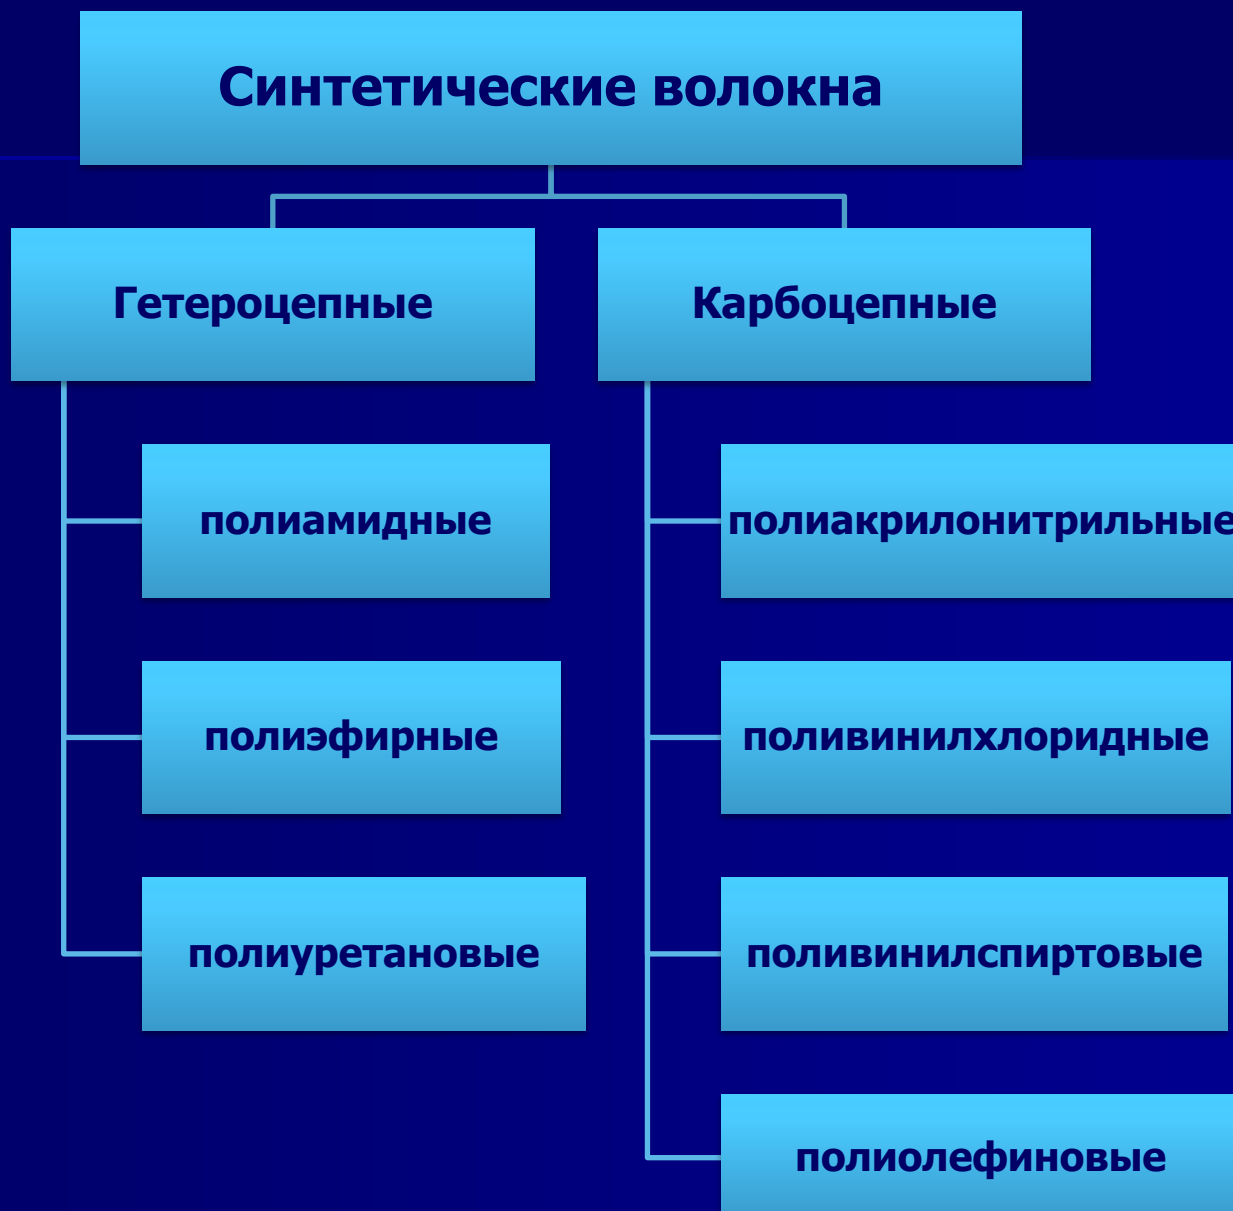 Синтетические волокна
Гетероцепные
Карбоцепные
полиамидные
полиэфирные
полиуретановые
полиакрилонитрильные
поливинилхлоридные
поливинилспиртовые
полиолефиновые